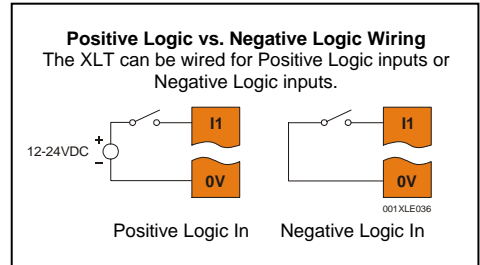 Positive Logic vs. Negative Logic Wiring
The XLT can be wired for Positive Logic inputs or
Negative Logic inputs.
I1
I1
12-24VDC
+
–
0V
0V
001XLE036
Positive Logic In
Negative Logic In